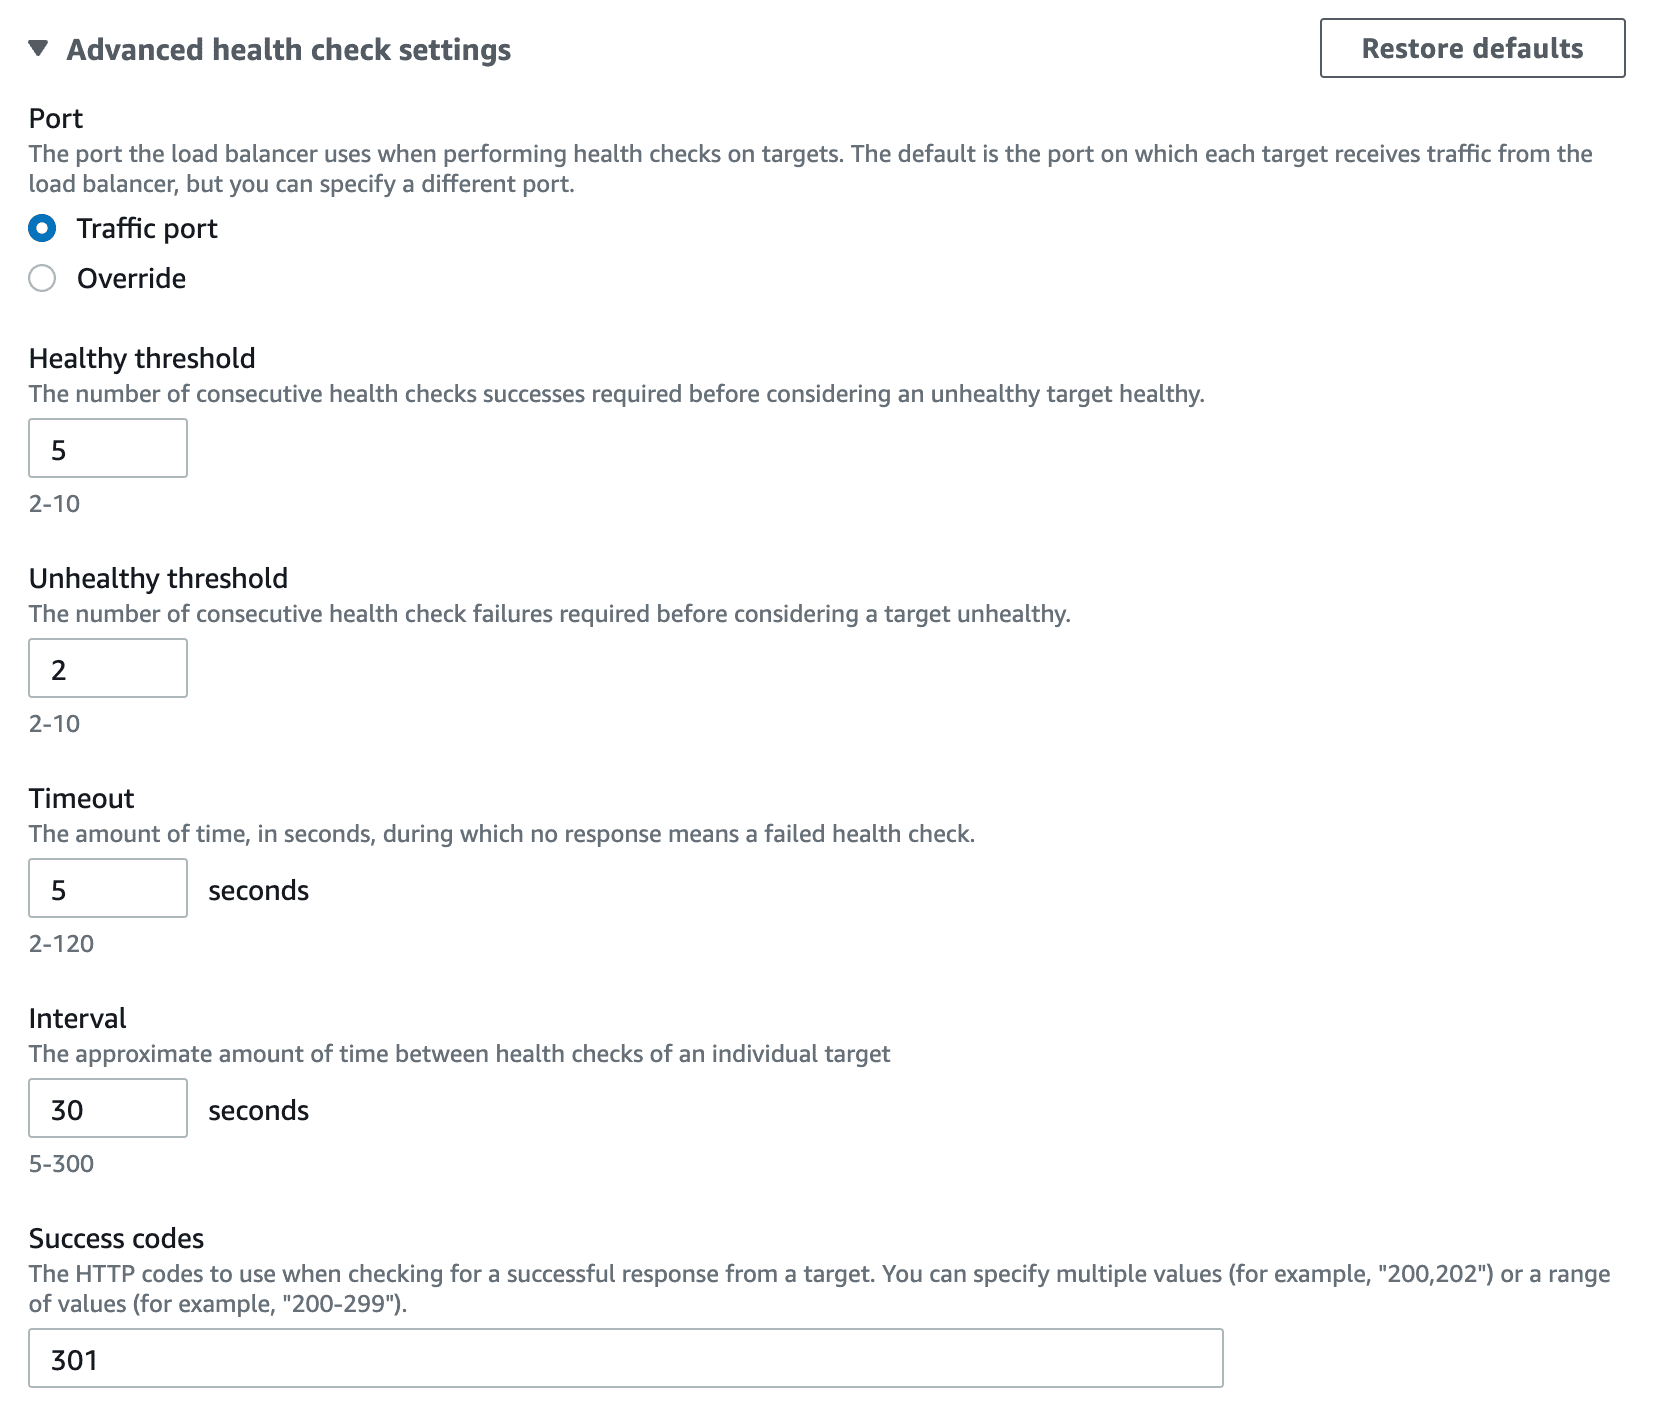 Advanced health check settings
Restore defaults
Port
The port the load balancer uses when performing health checks on targets. The default is the port on which each target receives traffic from the
load balancer, but you can specify a different port.
Traffic port
Override
Healthy threshold
The number of consecutive health checks successes required before considering an unhealthy target healthy.
5
2-10
Unhealthy threshold
The number of consecutive health check failures required before considering a target unhealthy.
2
2-10
Timeout
The amount of time, in seconds, during which no response means a failed health check.
5 seconds
2-120
Interval
The approximate amount of time between health checks of an individual target
30 seconds
5-300
Success codes
The HTTP codes to use when checking for a successful response from a target. You can specify multiple values (for example, "200,202") or a range
of values (for example, "200-299").
301